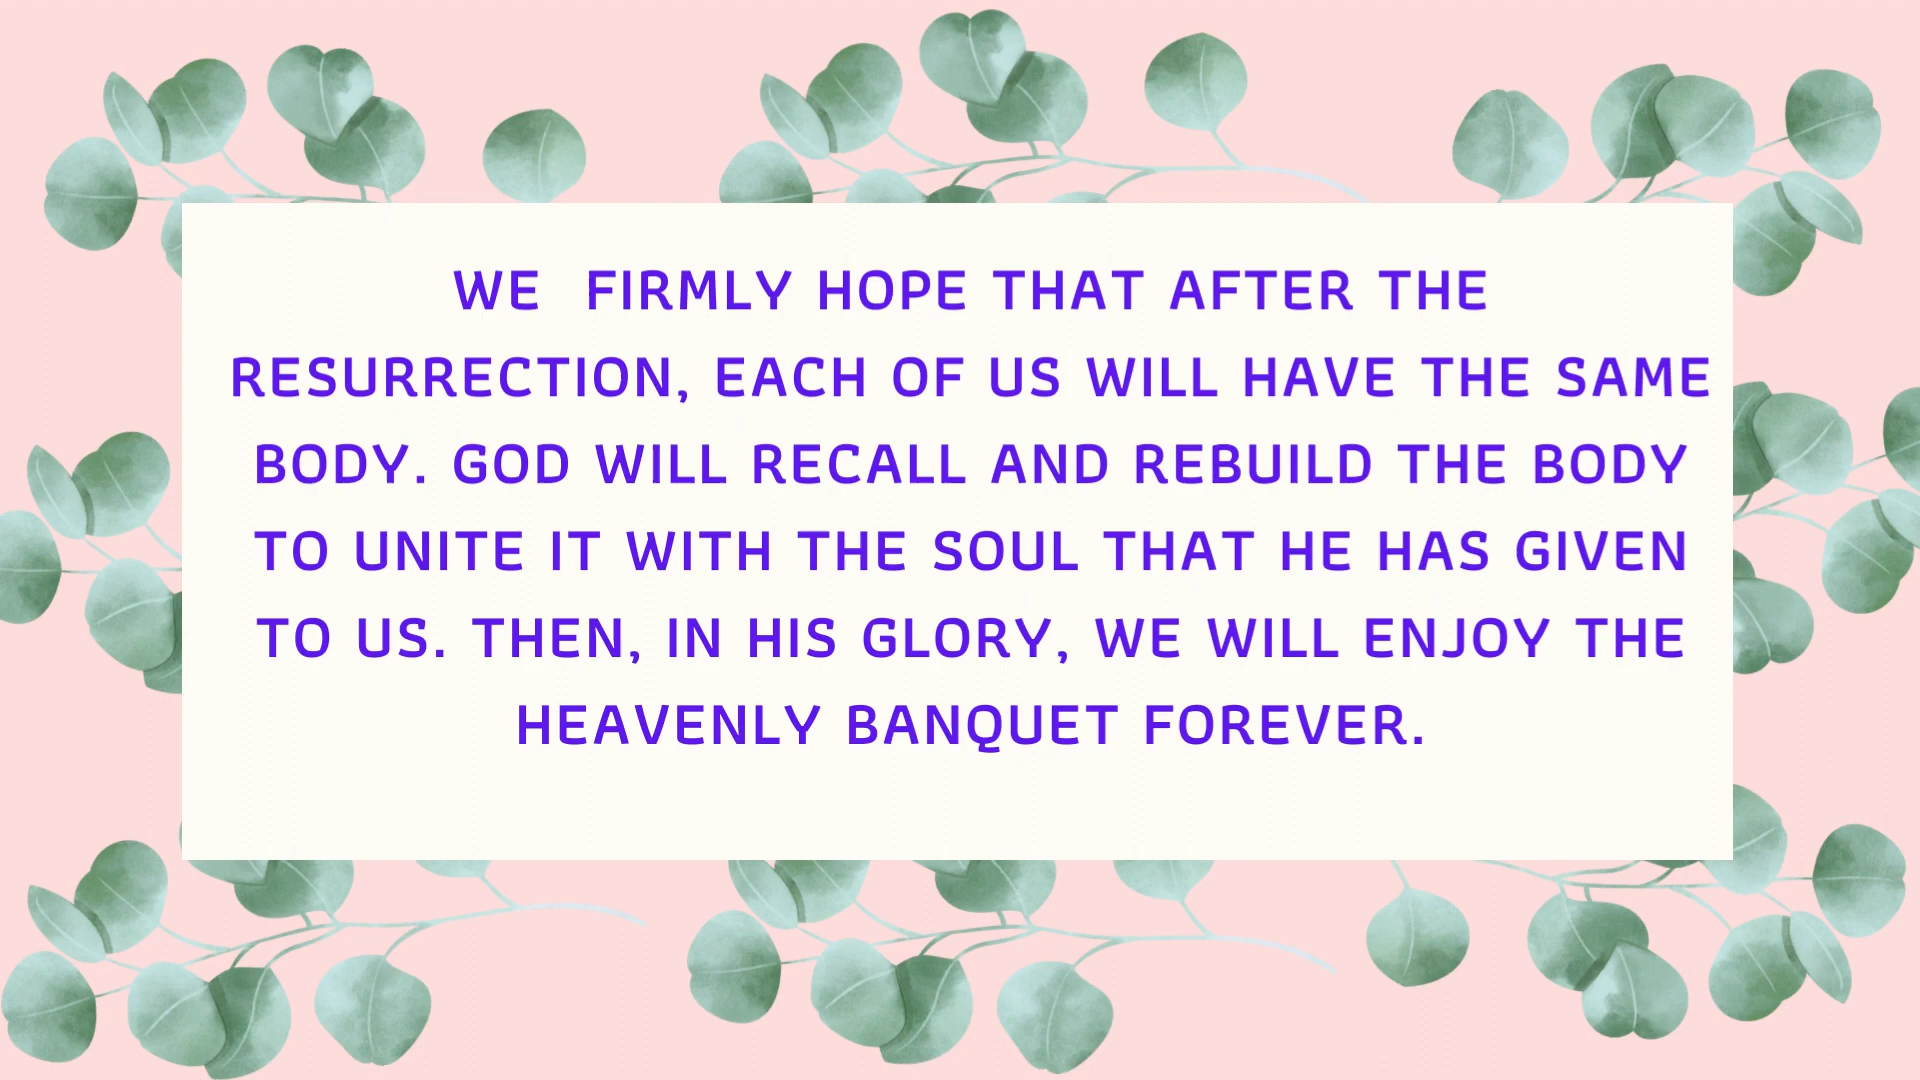 WE  FIRMLY HOPE THAT AFTER THE
RESURRECTION, EACH OF US WILL HAVE THE SAME
BODY. GOD WILL RECALL AND REBUILD THE BODY
TO UNITE IT WITH THE SOUL THAT HE HAS GIVEN
TO US. THEN, IN HIS GLORY, WE WILL ENJOY THE
HEAVENLY BANQUET FOREVER.